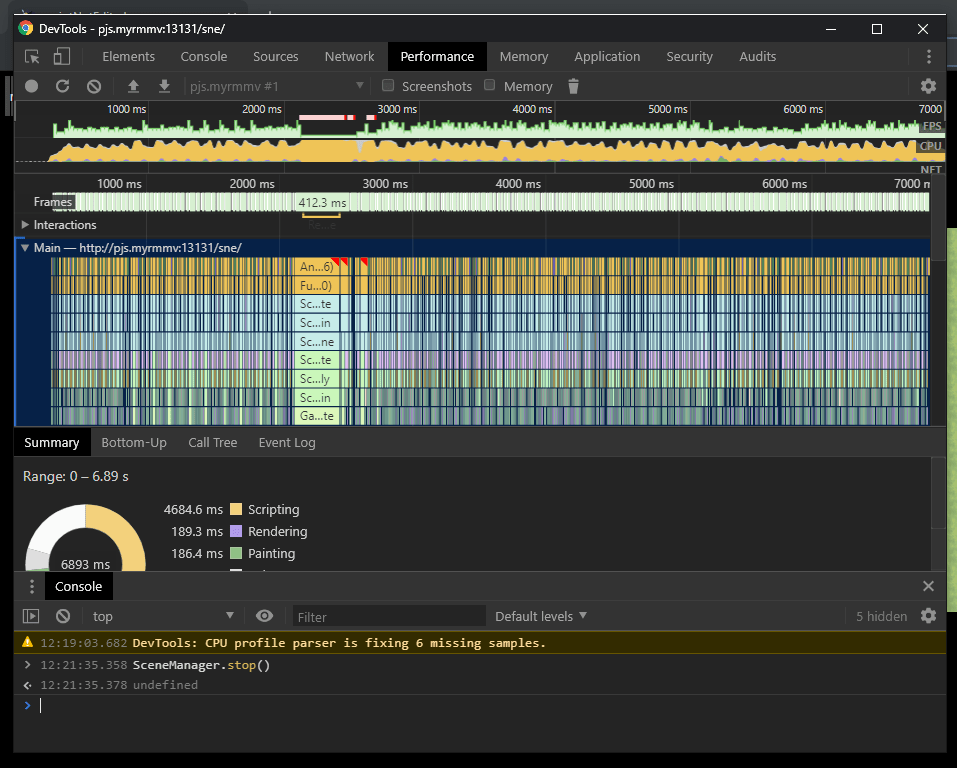 DevTools - pjs.myrmmv:13131/sne/
Elements Console Sources Network Performance Memory Application Security Audits
pjs.myrmmv #1 Screenshots Memory
1000 ms 2000 ms 3000 ms 4000 ms 5000 ms 6000 ms 7000
FPS
CPU
NET
1000 ms 2000 ms 3000 ms 4000 ms 5000 ms 6000 ms 7000 m
Frames 412.3 ms
Interactions
Main — http://pjs.myrmmv:13131/sne/
An...6)
Fu...0)
Sc...te
Sc...in
Sc...ne
Sc...te
Sc...ly
Sc...in
Ga...te
Summary Bottom-Up Call Tree Event Log
Range: 0 – 6.89 s
4684.6 ms Scripting
189.3 ms Rendering
186.4 ms Painting
6893 ms
Console
top Filter Default levels 5 hidden
12:19:03.682 DevTools: CPU profile parser is fixing 6 missing samples.
12:21:35.358 SceneManager.stop()
12:21:35.378 undefined